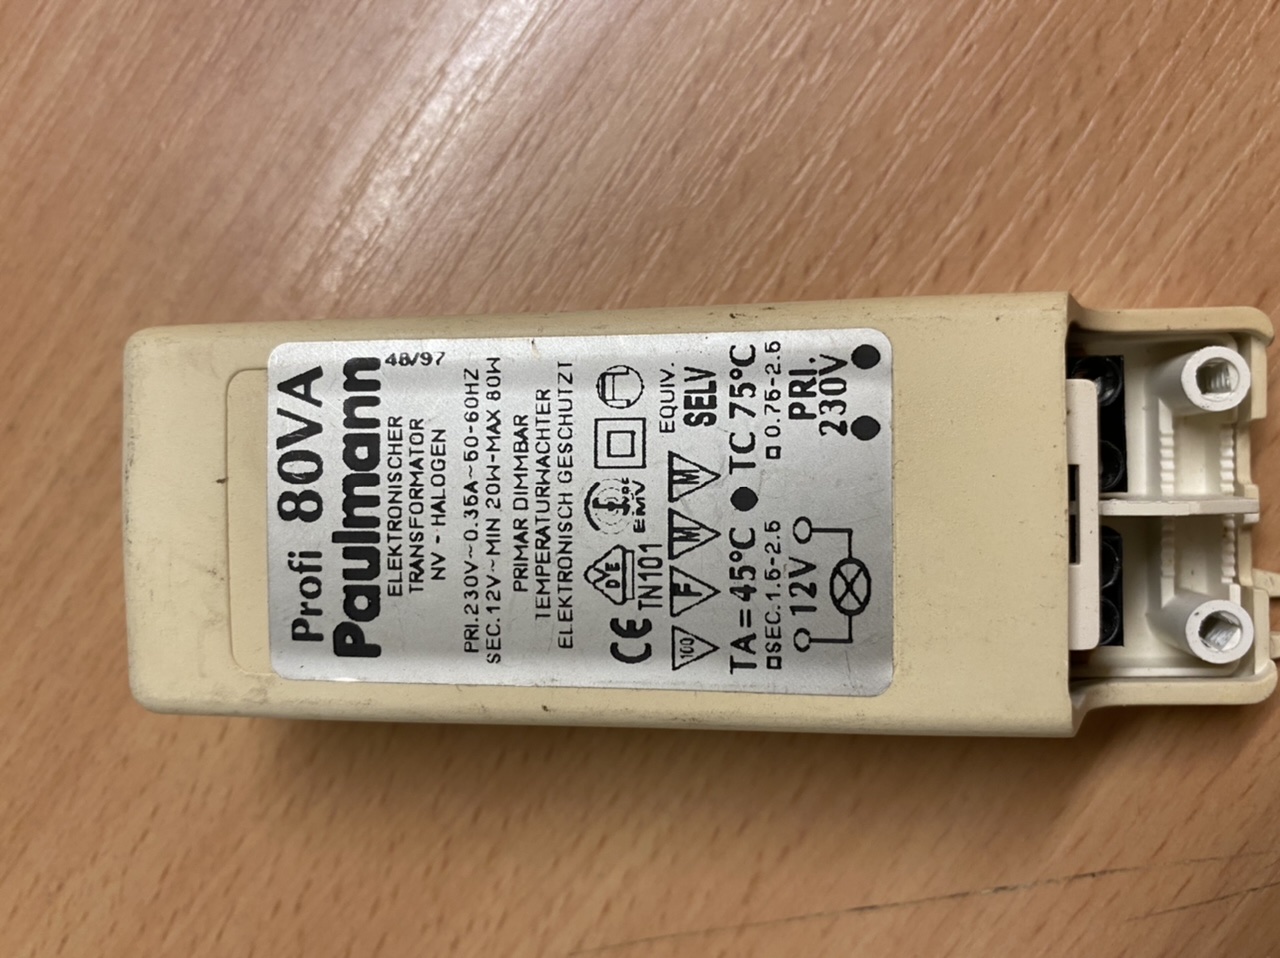 Profi 80VA
Paulmann 48/97
ELEKTRONISCHER
TRANSFORMATOR
NV - HALOGEN
PRI.230V~0.35A~50-60HZ
SEC.12V~MIN 20W-MAX 80W
PRIMAR DIMMBAR
TEMPERATURWACHTER
ELEKTRONISCH GESCHUTZT
CE TN101 EMV
DVE
100 F M M EQUIV.
SELV
TA=45°C TC 75°C
SEC.1.5-2.5 0.75-2.5
12V PRI.
230V